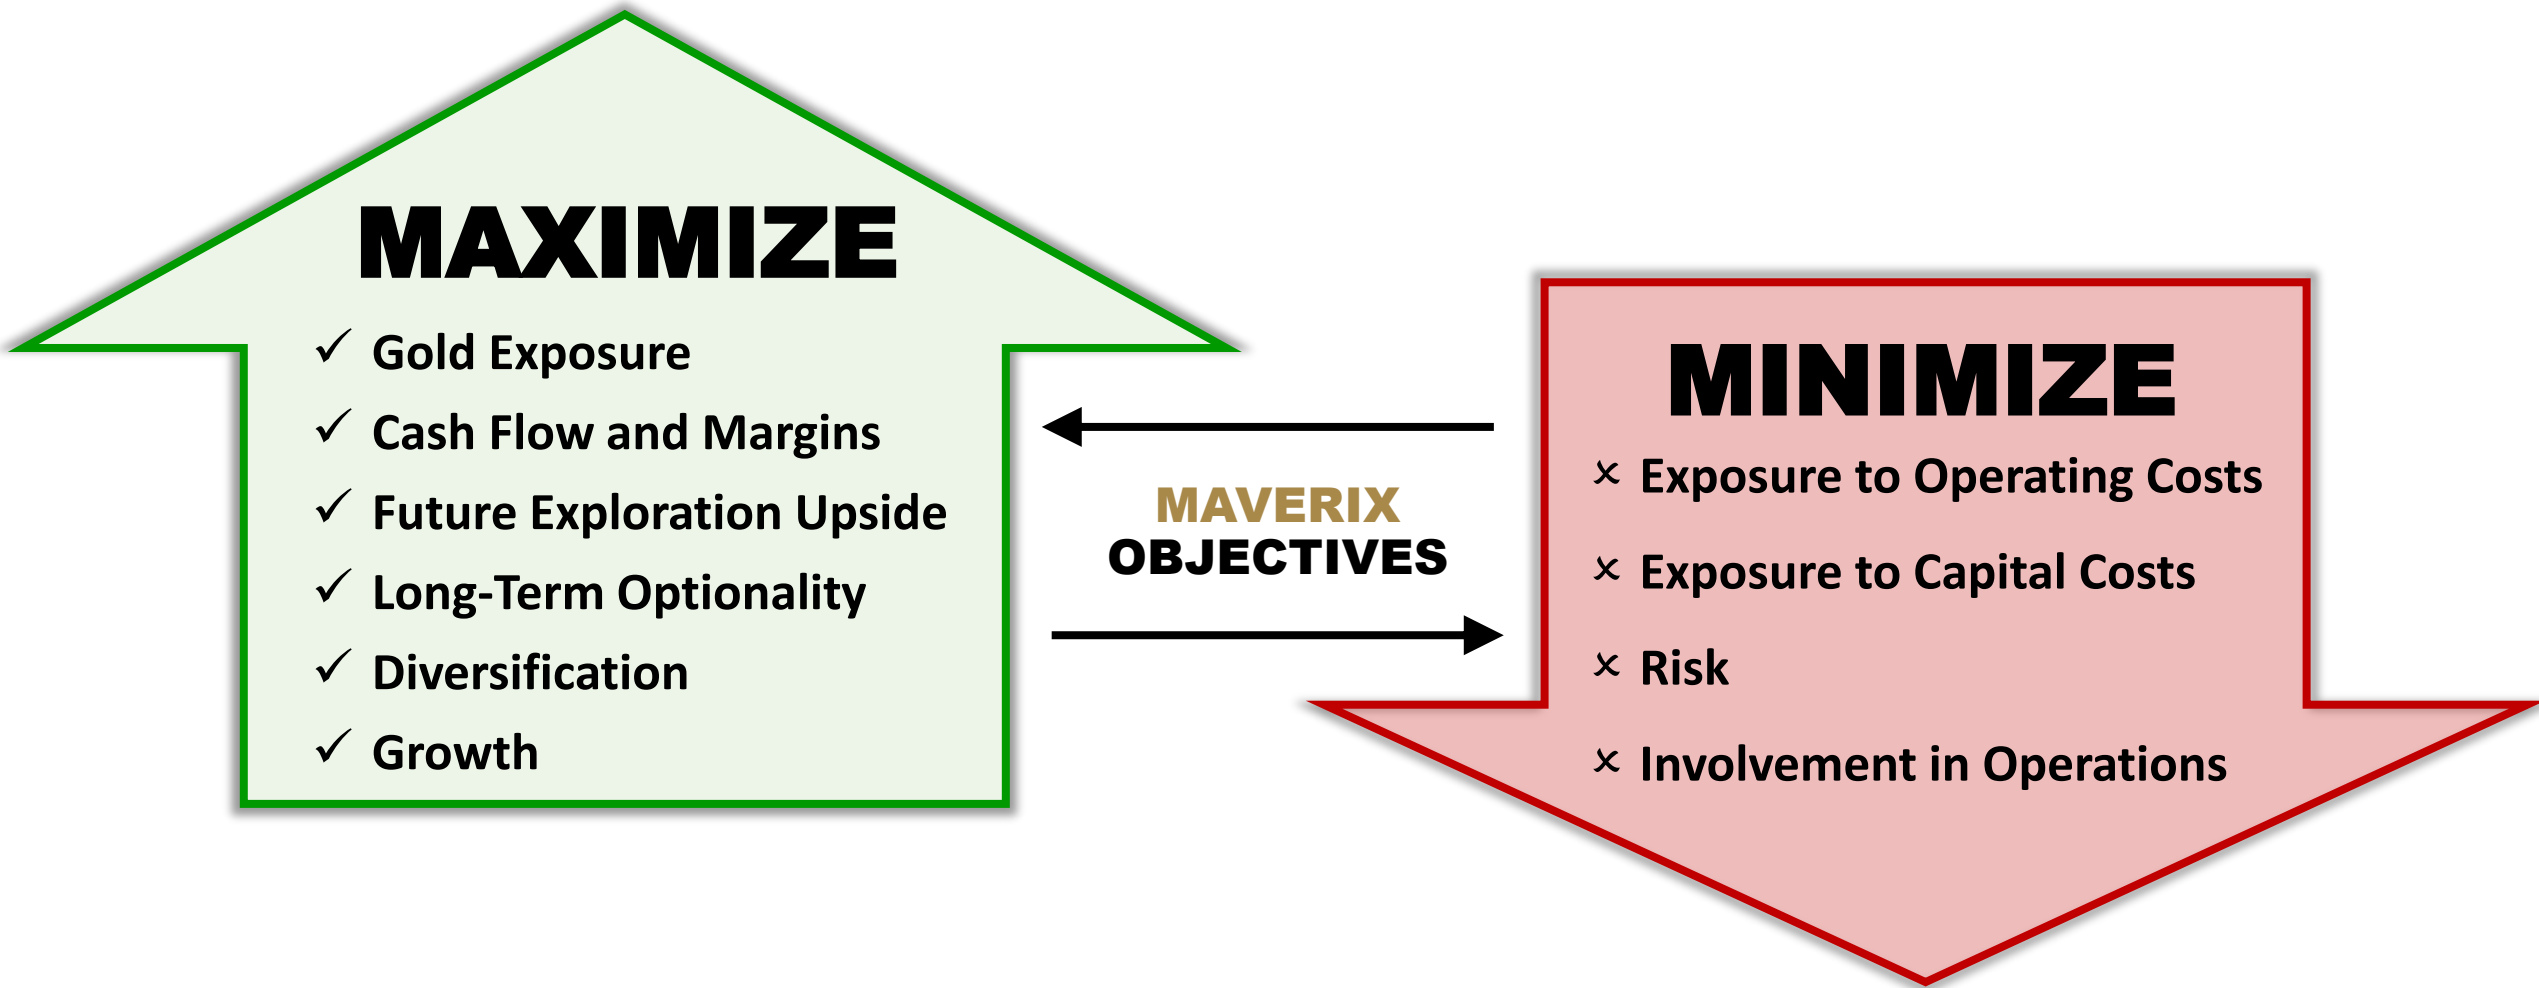 MAXIMIZE
✓ Gold Exposure
✓ Cash Flow and Margins
✓ Future Exploration Upside
✓ Long-Term Optionality
✓ Diversification
✓ Growth
MAVERIX
OBJECTIVES
MINIMIZE
× Exposure to Operating Costs
× Exposure to Capital Costs
× Risk
× Involvement in Operations